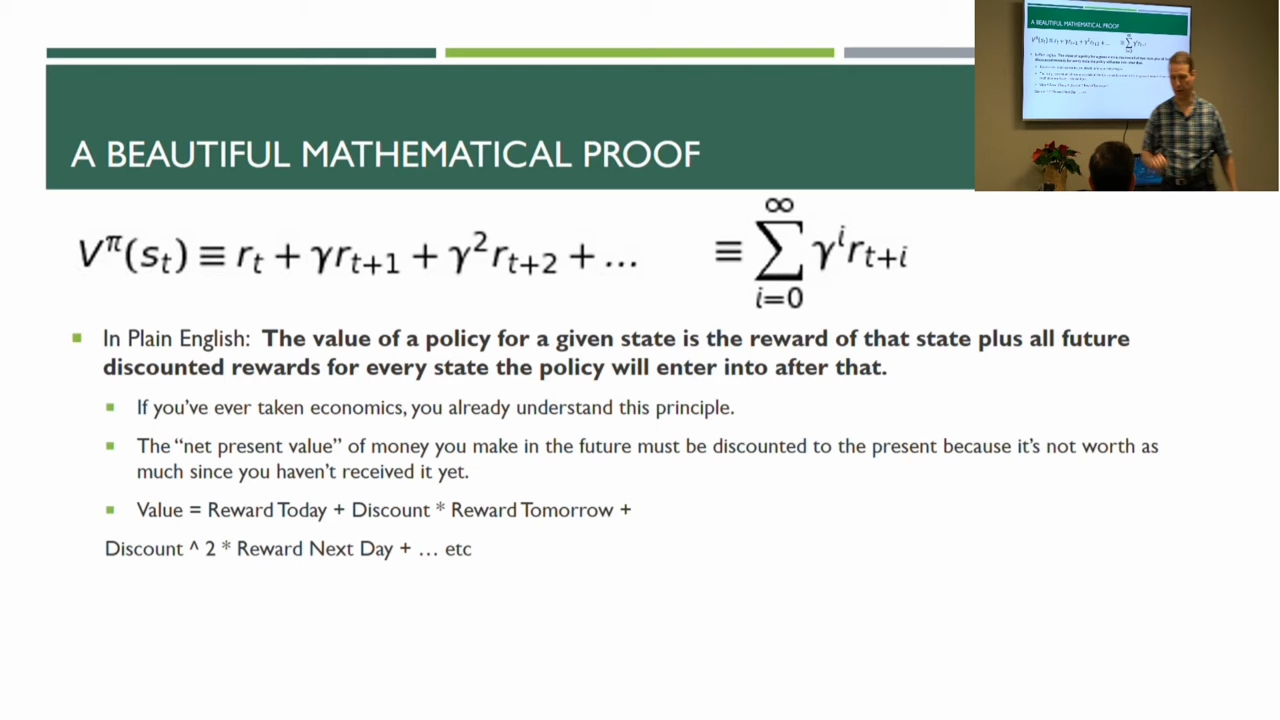 A BEAUTIFUL MATHEMATICAL PROOF
V^π(s_t) ≡ r_t + γr_{t+1} + γ^2 r_{t+2} + ... ≡ ∑_{i=0}^{∞} γ^i r_{t+i}
In Plain English: The value of a policy for a given state is the reward of that state plus all future
discounted rewards for every state the policy will enter into after that.
If you've ever taken economics, you already understand this principle.
The “net present value” of money you make in the future must be discounted to the present because it's not worth as
much since you haven't received it yet.
Value = Reward Today + Discount * Reward Tomorrow +
Discount ^ 2 * Reward Next Day + … etc
A BEAUTIFUL MATHEMATICAL PROOF